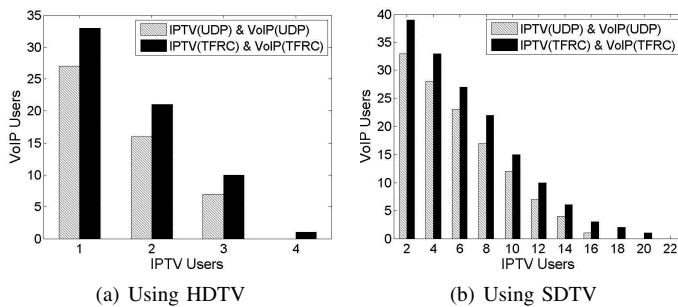 35
30
25
20
15
10
5
0
VoIP Users
IPTV(UDP) & VoIP(UDP)
IPTV(TFRC) & VoIP(TFRC)
1 2 3 4
IPTV Users
(a) Using HDTV
40
35
30
25
20
15
10
5
0
VoIP Users
IPTV(UDP) & VoIP(UDP)
IPTV(TFRC) & VoIP(TFRC)
2 4 6 8 10 12 14 16 18 20 22
IPTV Users
(b) Using SDTV